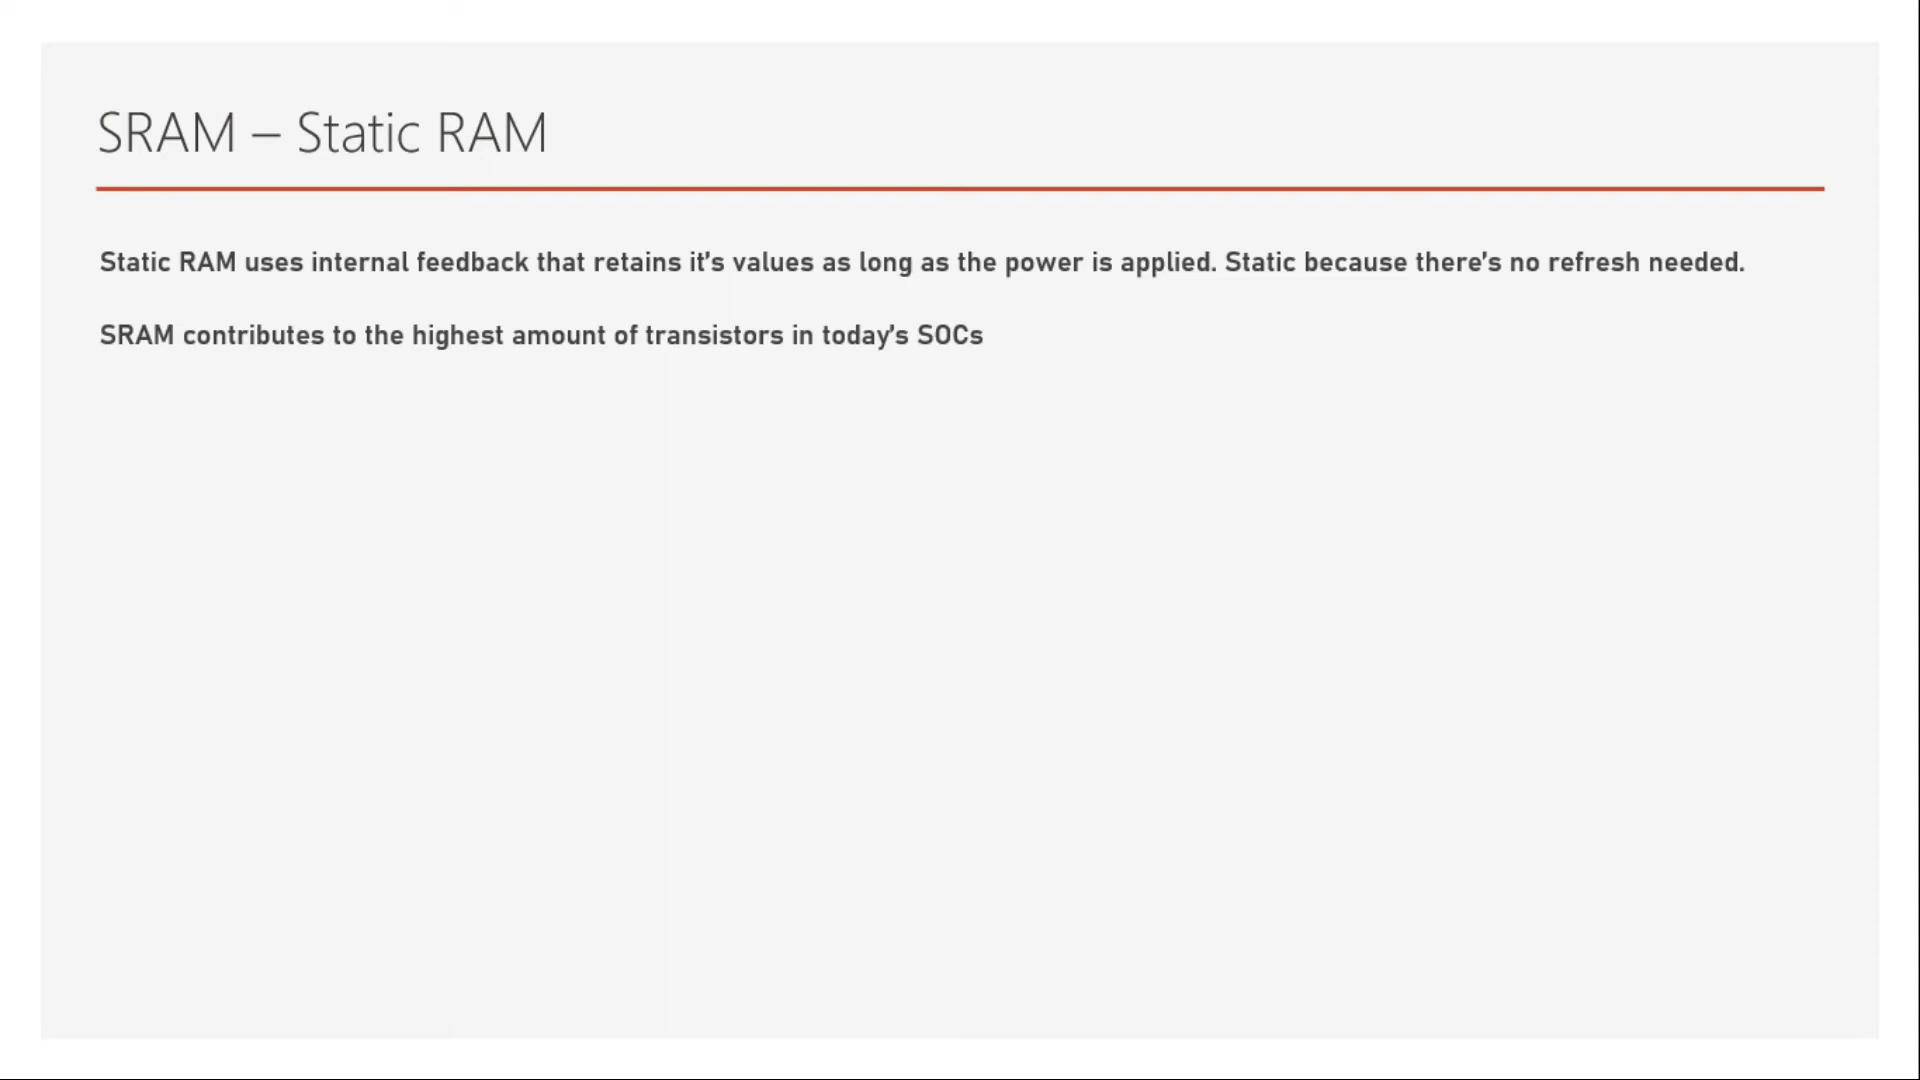 SRAM – Static RAM
Static RAM uses internal feedback that retains it's values as long as the power is applied. Static because there's no refresh needed.
SRAM contributes to the highest amount of transistors in today's SOCs